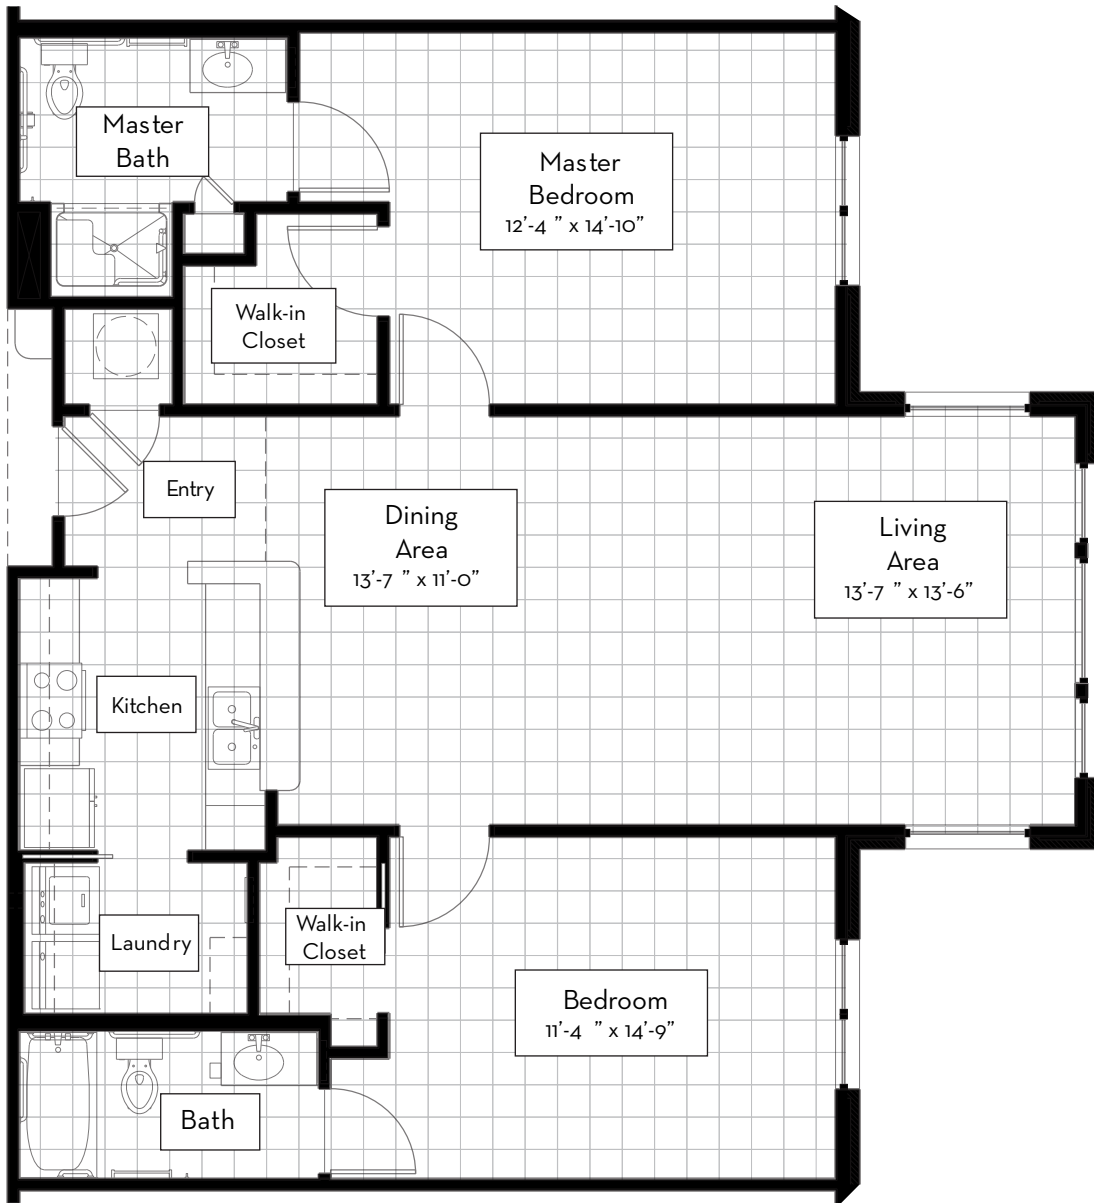 Master
Bath
Master
Bedroom
12'-4 " x 14'-10"
Walk-in
Closet
Entry
Dining
Area
13'-7 " x 11'-0"
Living
Area
13'-7 " x 13'-6"
Kitchen
Laundry
Walk-in
Closet
Bedroom
11'-4 " x 14'-9"
Bath